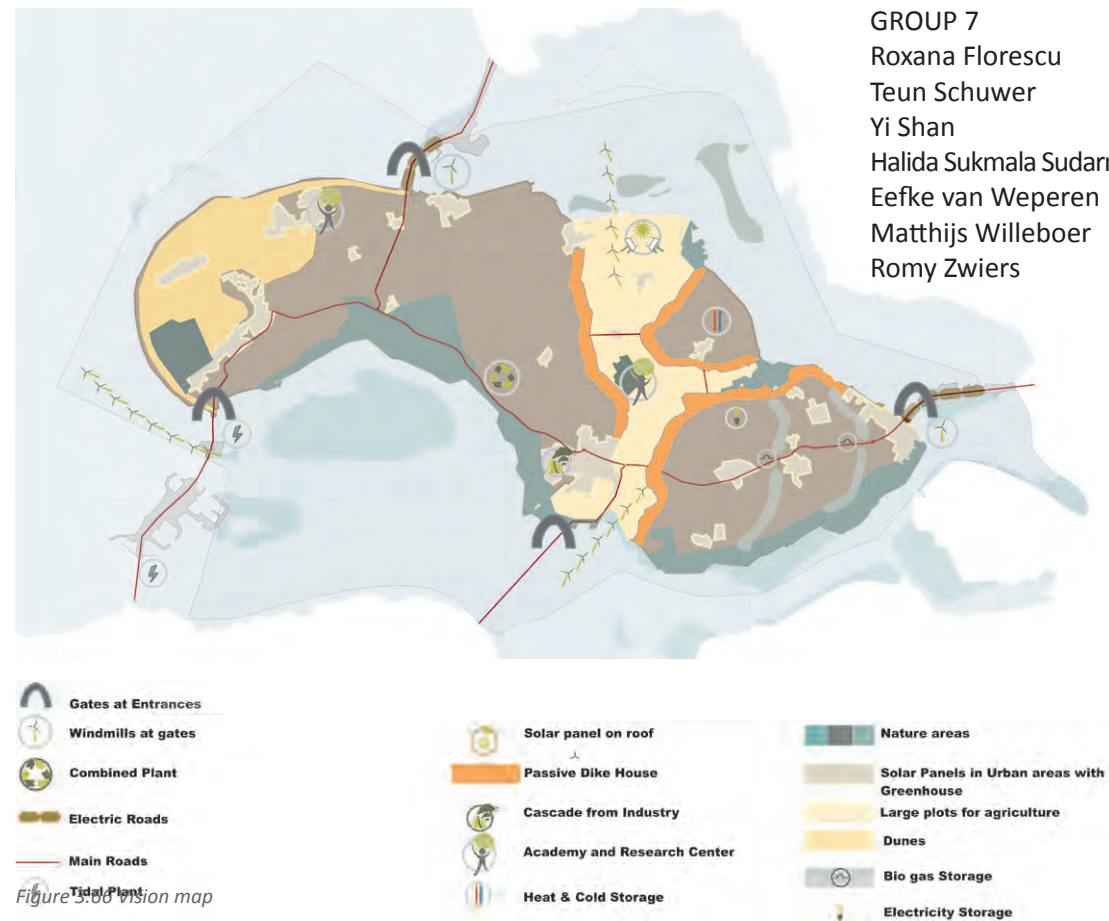 GROUP 7
Roxana Florescu
Teun Schuwer
Yi Shan
Halida Sukmala
Eefke van Weperen
Matthijs Willeboer
Romy Zwiers
Gates at Entrances
Windmills at gates
Combined Plant
Electric Roads
Main Roads
Tidal Plant
Figure 3.66 Vision map
Solar panel on roof
Passive Dike House
Cascade from Industry
Academy and Research Center
Heat & Cold Storage
Nature areas
Solar Panels in Urban areas with
Greenhouse
Large plots for agriculture
Dunes
Bio gas Storage
Electricity Storage